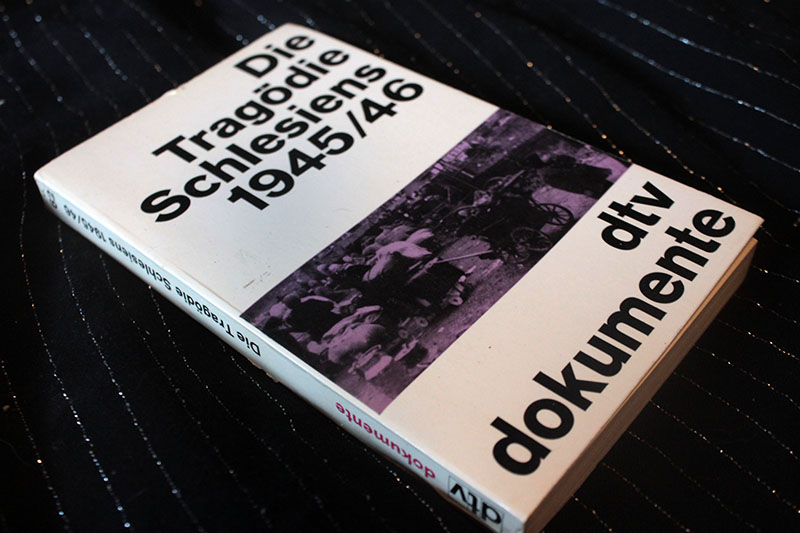 Die
Tragödie
Schlesiens
1945/46
dtv
dokumente
Die Tragödie Schlesiens 1945/46
dokumente
dtv